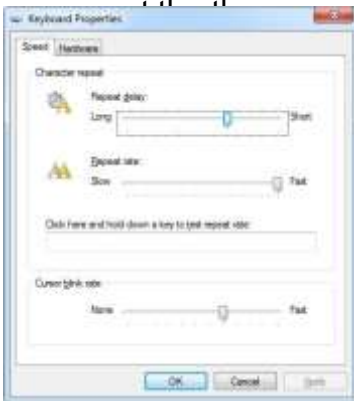 Keyboard Properties
Speed Hardware
Character repeat
Repeat delay:
Long Short
Repeat rate:
Slow Fast
Click here and hold down a key to test repeat rate:
Cursor blink rate
None Fast
OK Cancel Apply